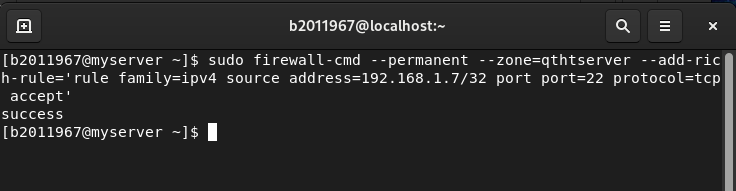 b2011967@localhost:~
[b2011967@myserver ~]$ sudo firewall-cmd --permanent --zone=qthtserver --add-ric
h-rule='rule family=ipv4 source address=192.168.1.7/32 port port=22 protocol=tcp
 accept'
success
[b2011967@myserver ~]$